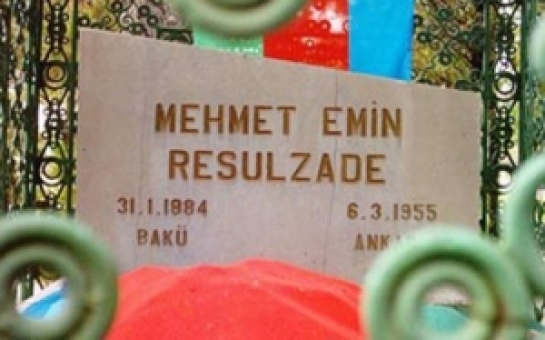 MEHMET EMİN
RESULZADE
31.1.1884 6.3.1955
BAKÜ